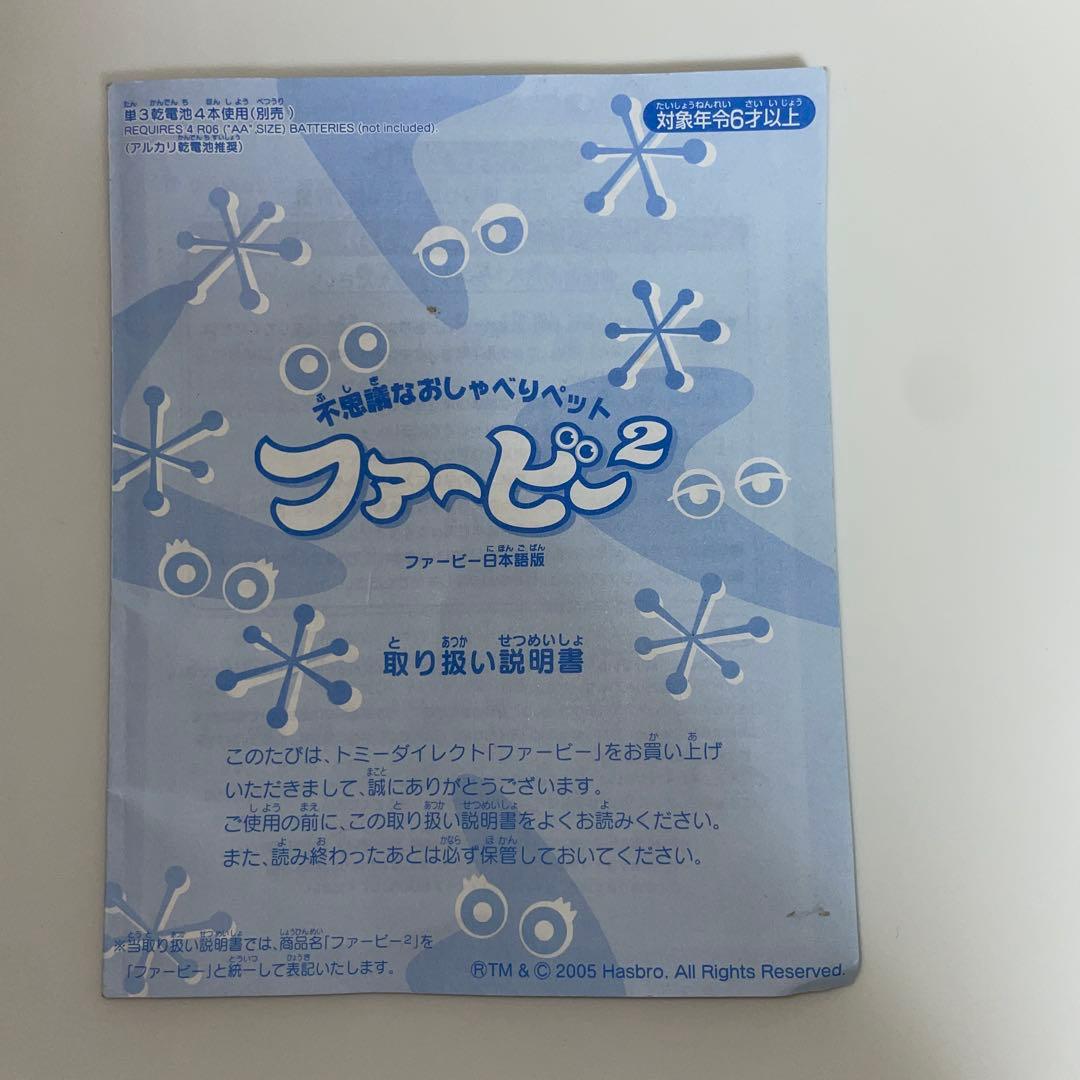 単3乾電池4本使用(別売)
REQUIRES 4 R06 ("AA" SIZE) BATTERIES (not included).
(アルカリ乾電池推奨)
対象年令6才以上
不思議なおしゃべりペット
ファービー2
ファービー日本語版
取り扱い説明書
このたびは、トミーダイレクト「ファービー」をお買い上げ
いただきまして、誠にありがとうございます。
ご使用の前に、この取り扱い説明書をよくお読みください。
また、読み終わったあとは必ず保管しておいてください。
※当取り扱い説明書では、商品名「ファービー2」を
「ファービー」と統一して表記いたします。
®TM & © 2005 Hasbro. All Rights Reserved.